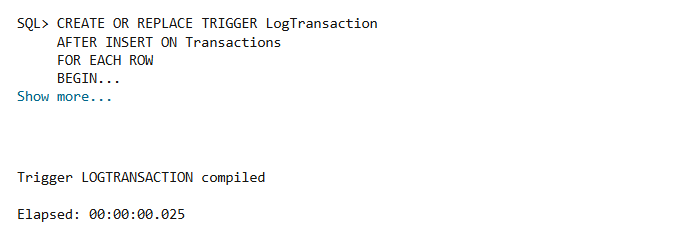 SQL> CREATE OR REPLACE TRIGGER LogTransaction
AFTER INSERT ON Transactions
FOR EACH ROW
BEGIN...
Show more...
Trigger LOGTRANSACTION compiled
Elapsed: 00:00:00.025